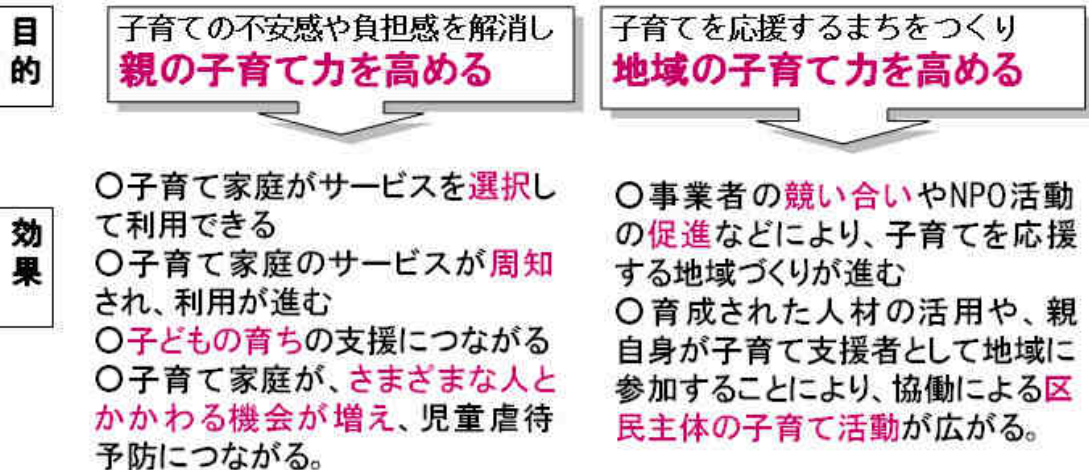 目的
子育ての不安感や負担感を解消し
親の子育て力を高める
子育てを応援するまちをつくり
地域の子育て力を高める
効果
○子育て家庭がサービスを選択し
て利用できる
○子育て家庭のサービスが周知
され、利用が進む
○子どもの育ちの支援につながる
○子育て家庭が、さまざまな人と
かかわる機会が増え、児童虐待
予防につながる。
○事業者の競い合いやNPO活動
の促進などにより、子育てを応援
する地域づくりが進む
○育成された人材の活用や、親
自身が子育て支援者として地域に
参加することにより、協働による区
民主体の子育て活動が広がる。